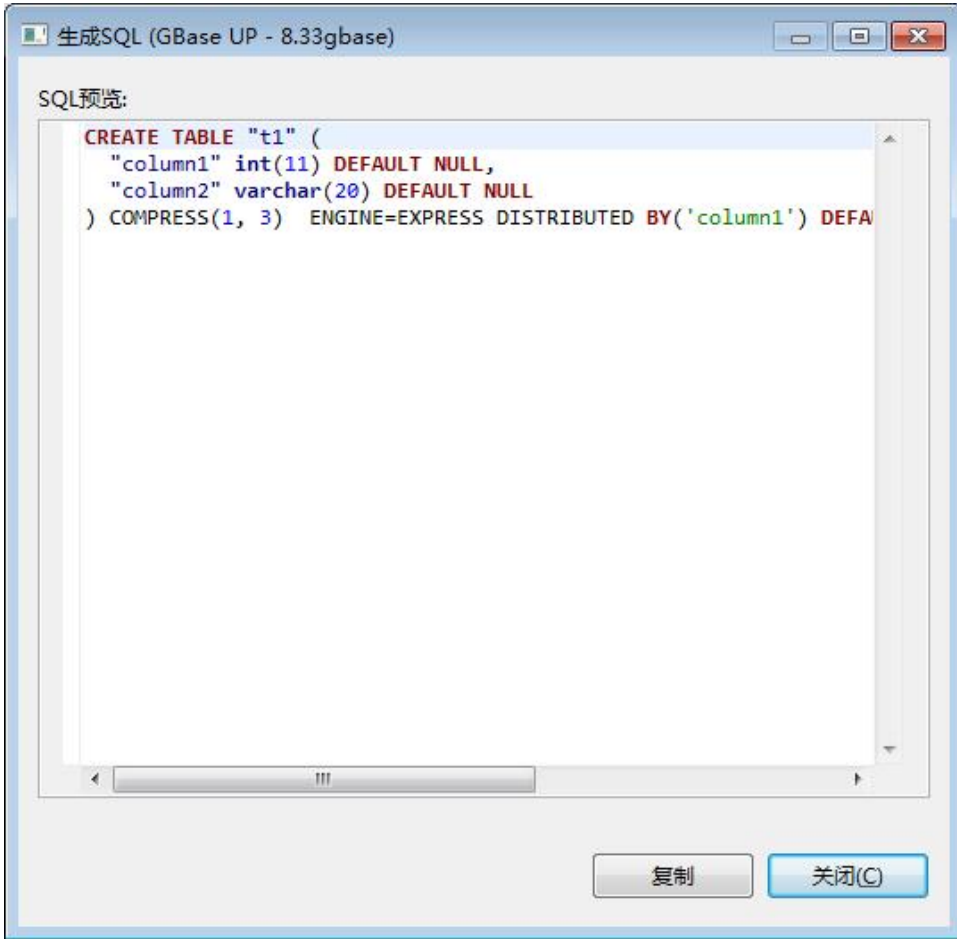 生成SQL (GBase UP - 8.33gbase)
SQL预览:
CREATE TABLE "t1" (
"column1" int(11) DEFAULT NULL,
"column2" varchar(20) DEFAULT NULL
) COMPRESS(1, 3)  ENGINE=EXPRESS DISTRIBUTED BY('column1') DEFA
复制
关闭(C)